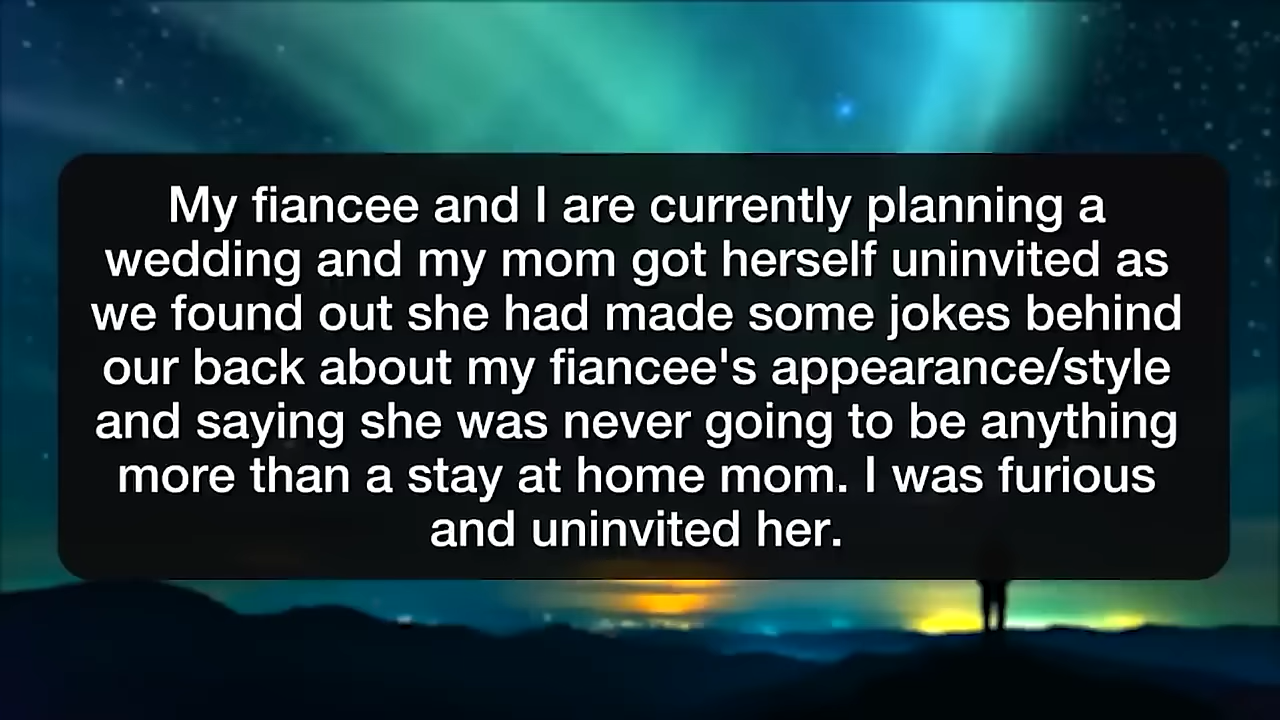 My fiancee and I are currently planning a
wedding and my mom got herself uninvited as
we found out she had made some jokes behind
our back about my fiancee's appearance/style
and saying she was never going to be anything
more than a stay at home mom. I was furious
and uninvited her.